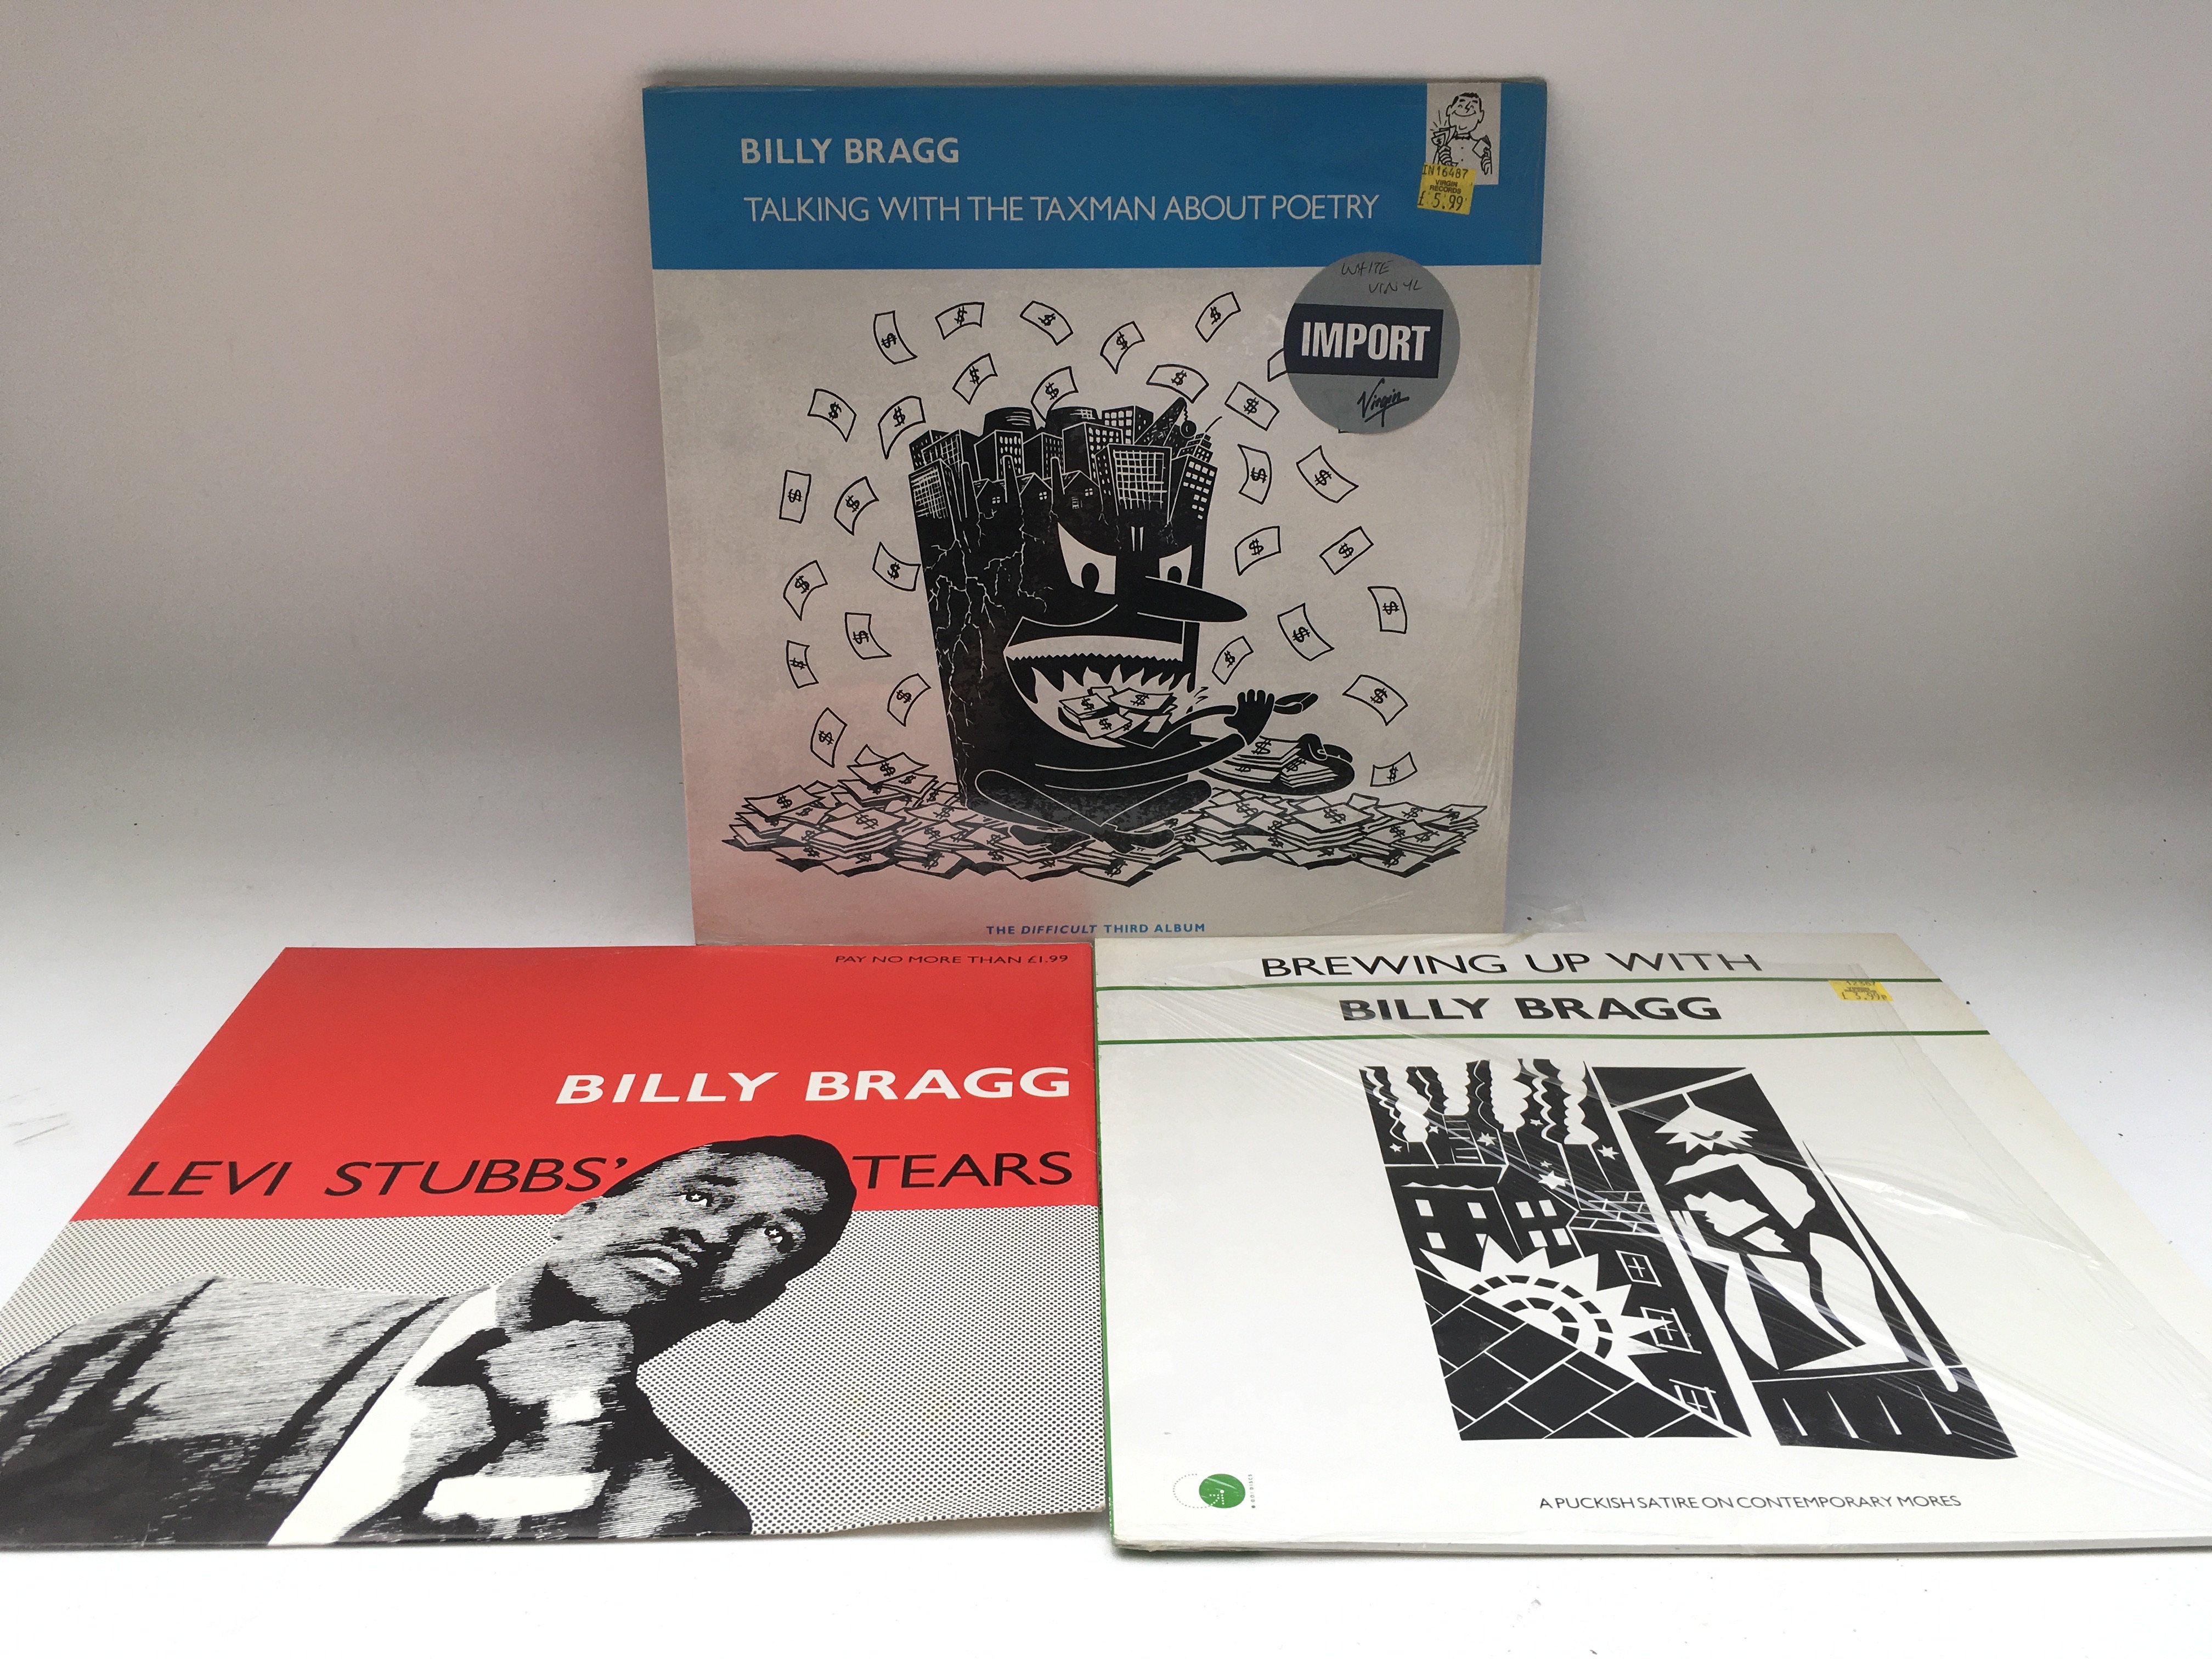 BILLY BRAGG
TALKING WITH THE TAXMAN ABOUT POETRY
IN16487
VIRGIN
RECORDS
£ 5.99
WHITE
VINYL
IMPORT
Virgin
THE DIFFICULT THIRD ALBUM
PAY NO MORE THAN £1.99
BILLY BRAGG
LEVI STUBBS' TEARS
BREWING UP WITH
BILLY BRAGG
A PUCKISH SATIRE ON CONTEMPORARY MORES